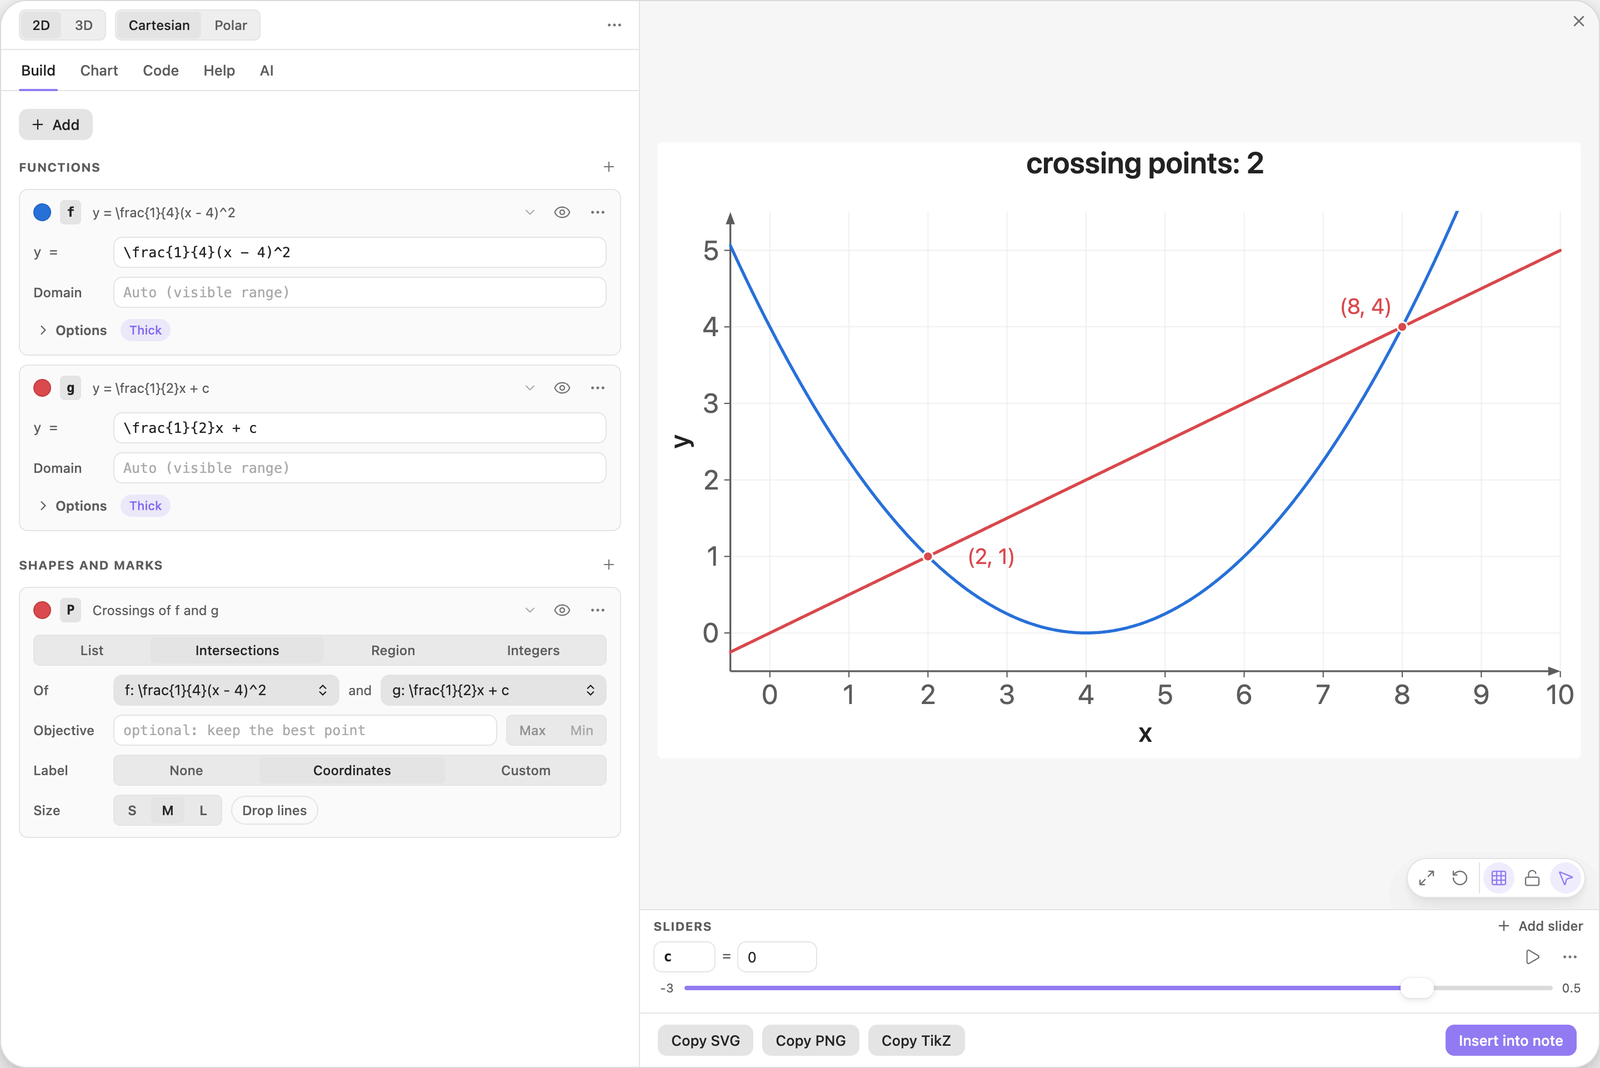 2D 3D Cartesian Polar
Build Chart Code Help AI
+ Add
FUNCTIONS
f y = \frac{1}{4}(x - 4)^2
y = \frac{1}{4}(x − 4)^2
Domain Auto (visible range)
Options Thick
g y = \frac{1}{2}x + c
y = \frac{1}{2}x + c
Domain Auto (visible range)
Options Thick
SHAPES AND MARKS
P Crossings of f and g
List Intersections Region Integers
Of f: \frac{1}{4}(x - 4)^2 and g: \frac{1}{2}x + c
Objective optional: keep the best point Max Min
Label None Coordinates Custom
Size S M L Drop lines
crossing points: 2
5
4
3
2
1
0
y
(8, 4)
(2, 1)
0 1 2 3 4 5 6 7 8 9 10
x
SLIDERS + Add slider
c = 0
-3 0.5
Copy SVG Copy PNG Copy TikZ Insert into note